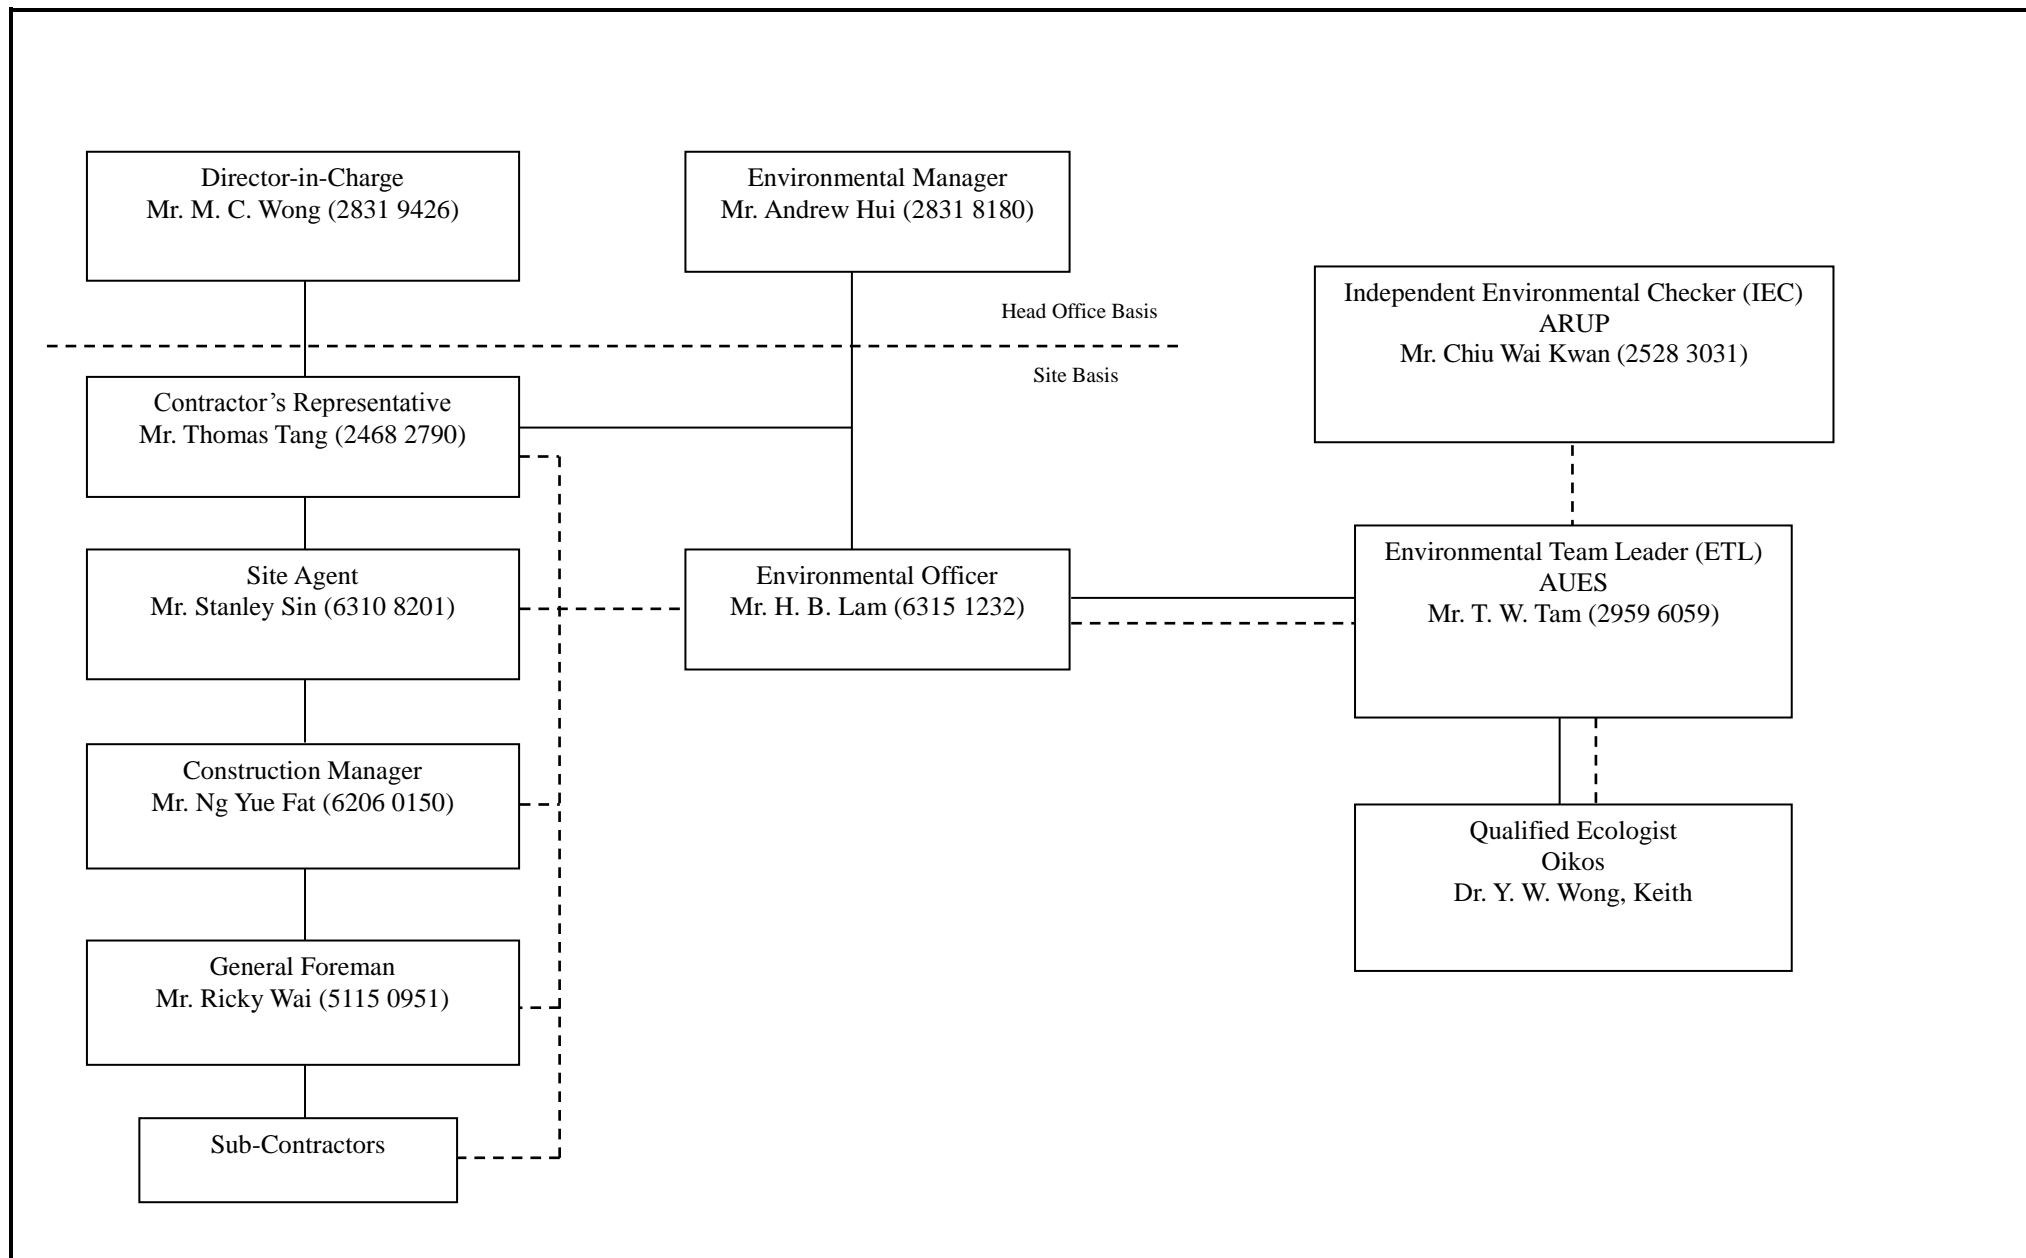 Director-in-Charge
Mr. M. C. Wong (2831 9426)
Environmental Manager
Mr. Andrew Hui (2831 8180)
Independent Environmental Checker (IEC)
ARUP
Mr. Chiu Wai Kwan (2528 3031)
Head Office Basis
Site Basis
Contractor’s Representative
Mr. Thomas Tang (2468 2790)
Site Agent
Mr. Stanley Sin (6310 8201)
Environmental Officer
Mr. H. B. Lam (6315 1232)
Environmental Team Leader (ETL)
AUES
Mr. T. W. Tam (2959 6059)
Construction Manager
Mr. Ng Yue Fat (6206 0150)
Qualified Ecologist
Oikos
Dr. Y. W. Wong, Keith
General Foreman
Mr. Ricky Wai (5115 0951)
Sub-Contractors